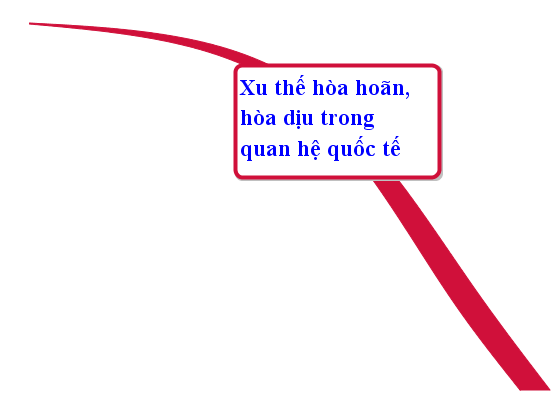 Xu thế hòa hoãn,
hòa dịu trong
quan hệ quốc tế